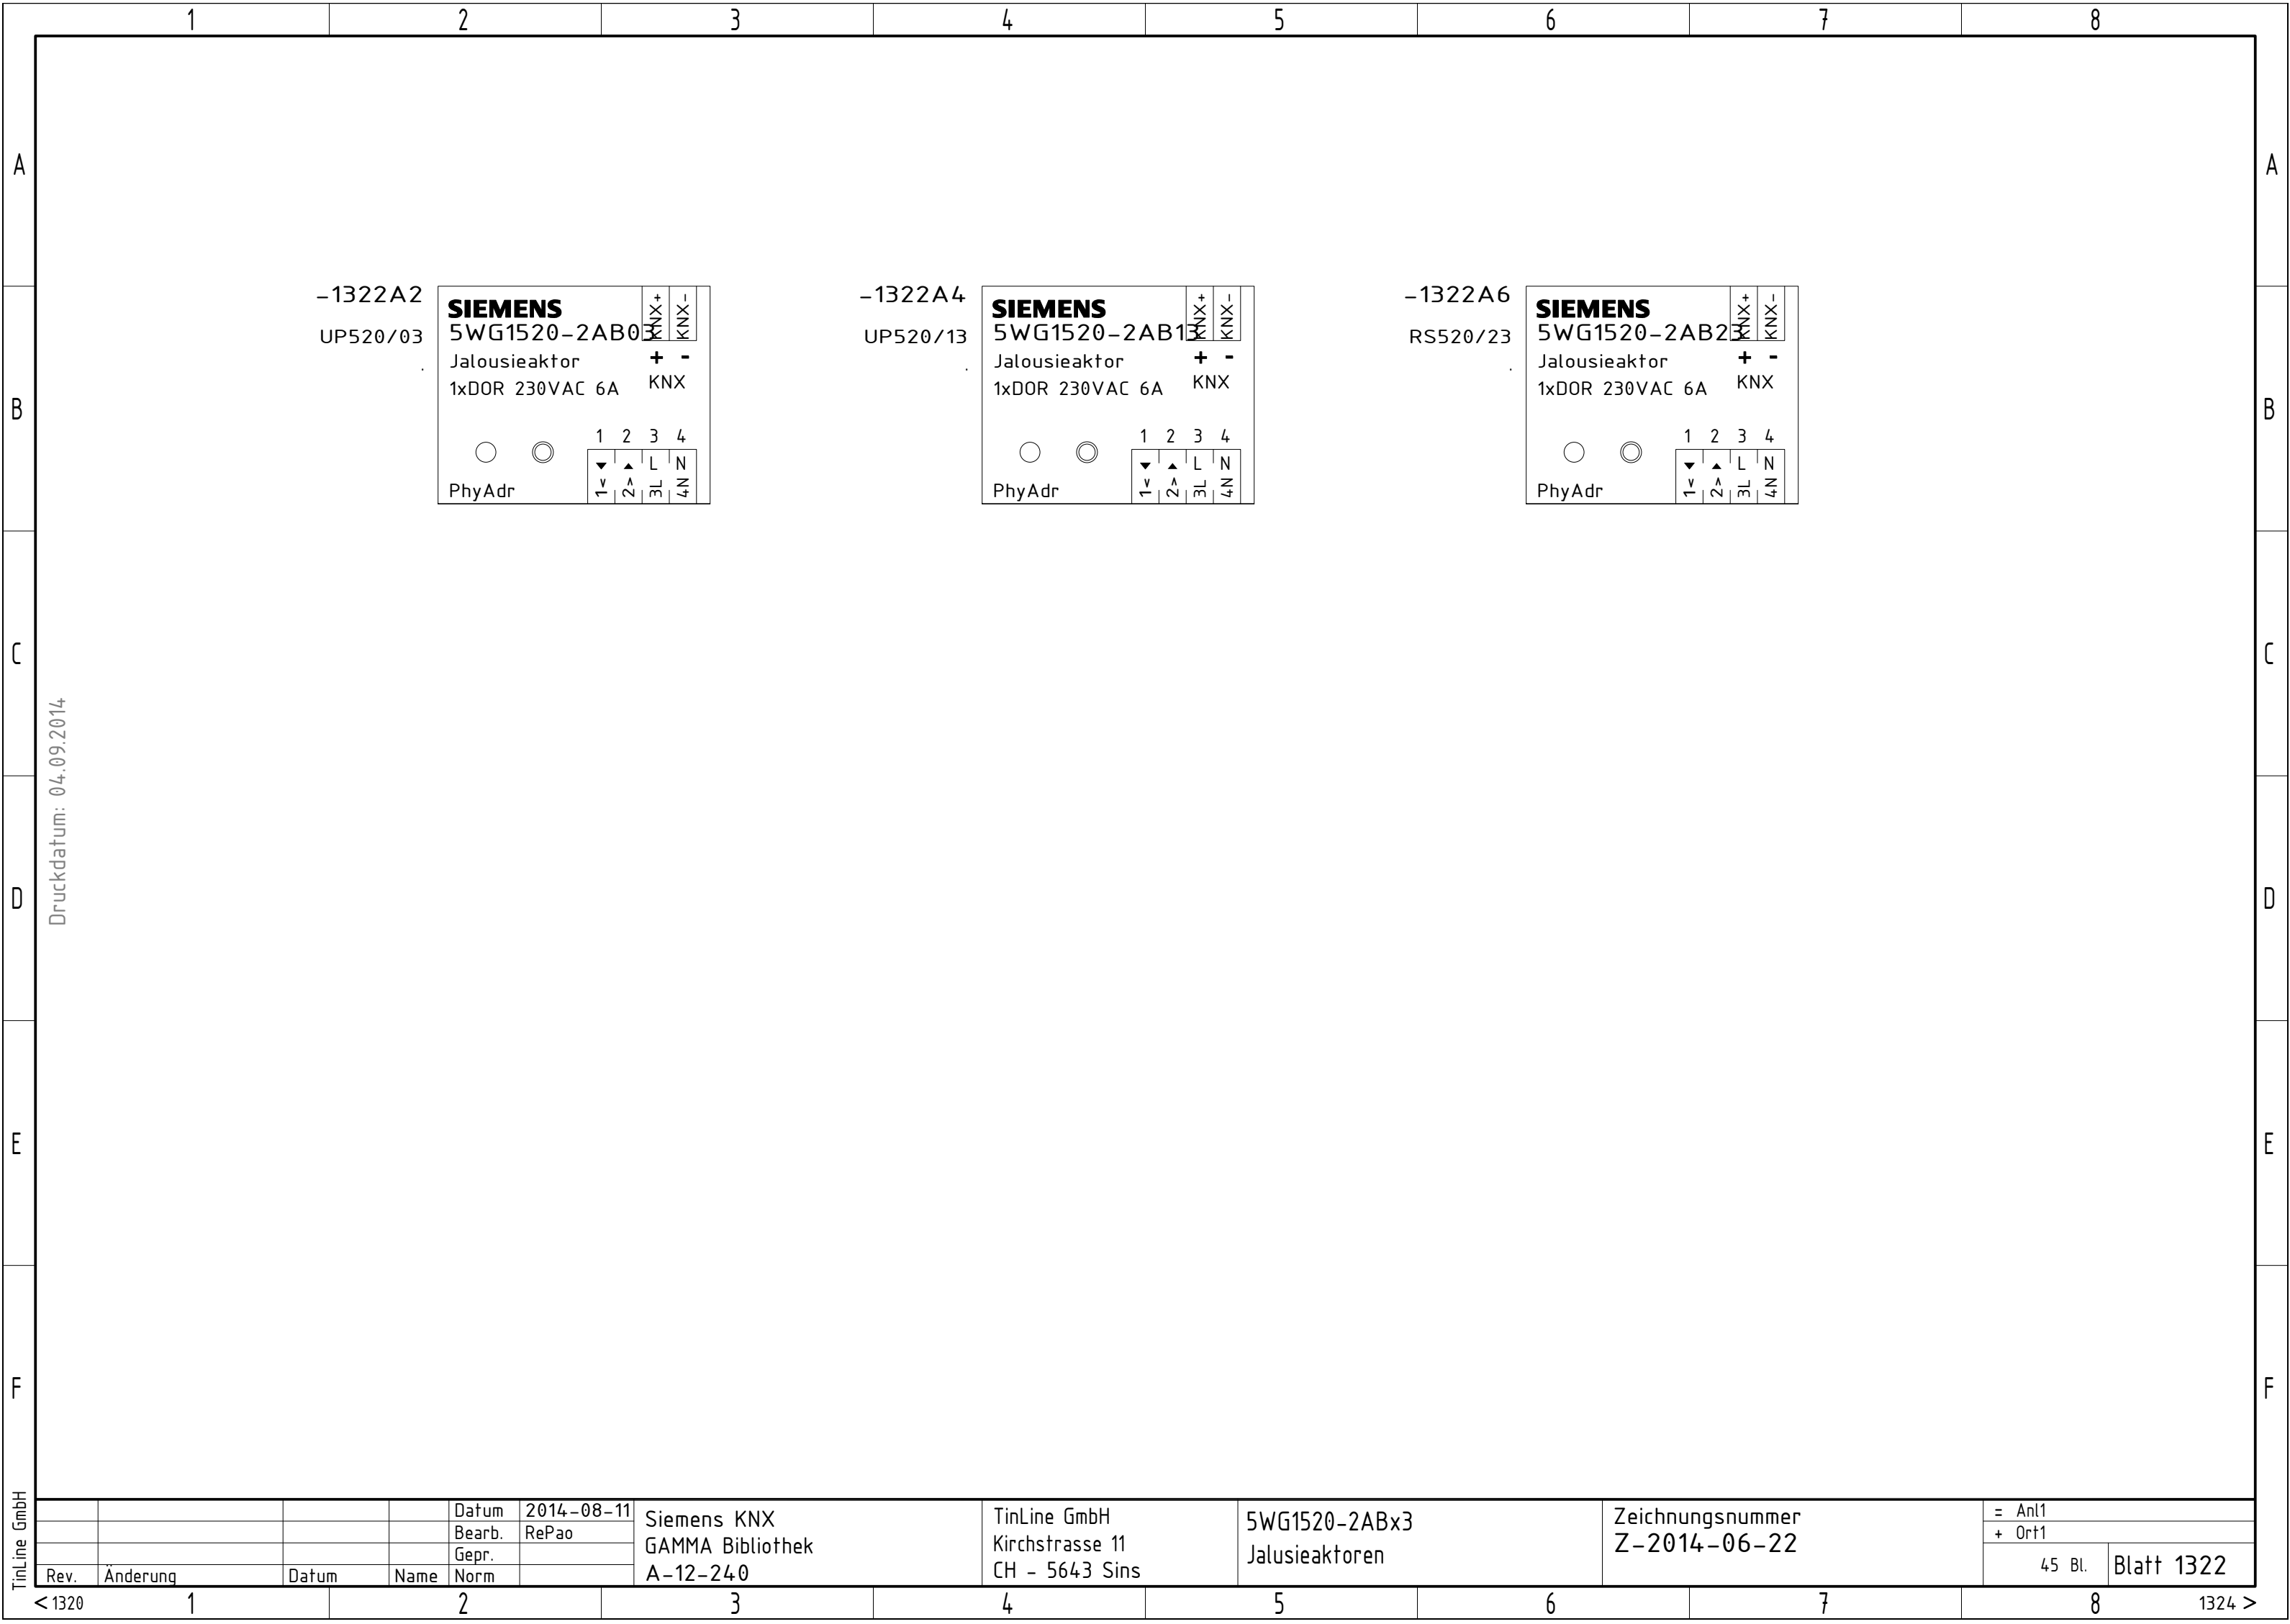 1 2 3 4 5 6 7 8
A A
-1322A2
UP520/03
.
SIEMENS
5WG1520-2AB03
Jalousieaktor
1xDOR 230VAC 6A
KNX+ KNX-
+ -
KNX
1 2 3 4
▼ ▲ L N
1< 2> 3L 4N
PhyAdr
-1322A4
UP520/13
.
SIEMENS
5WG1520-2AB13
Jalousieaktor
1xDOR 230VAC 6A
KNX+ KNX-
+ -
KNX
1 2 3 4
▼ ▲ L N
1< 2> 3L 4N
PhyAdr
-1322A6
RS520/23
.
SIEMENS
5WG1520-2AB23
Jalousieaktor
1xDOR 230VAC 6A
KNX+ KNX-
+ -
KNX
1 2 3 4
▼ ▲ L N
1< 2> 3L 4N
PhyAdr
B B
C C
Druckdatum: 04.09.2014
D D
E E
F F
TinLine GmbH
Rev. Änderung Datum Name
Datum 2014-08-11
Bearb. RePao
Gepr.
Norm
Siemens KNX
GAMMA Bibliothek
A-12-240
TinLine GmbH
Kirchstrasse 11
CH - 5643 Sins
5WG1520-2ABx3
Jalusieaktoren
Zeichnungsnummer
Z-2014-06-22
= Anl1
+ Ort1
45 Bl. Blatt 1322
< 1320 1 2 3 4 5 6 7 8 1324 >